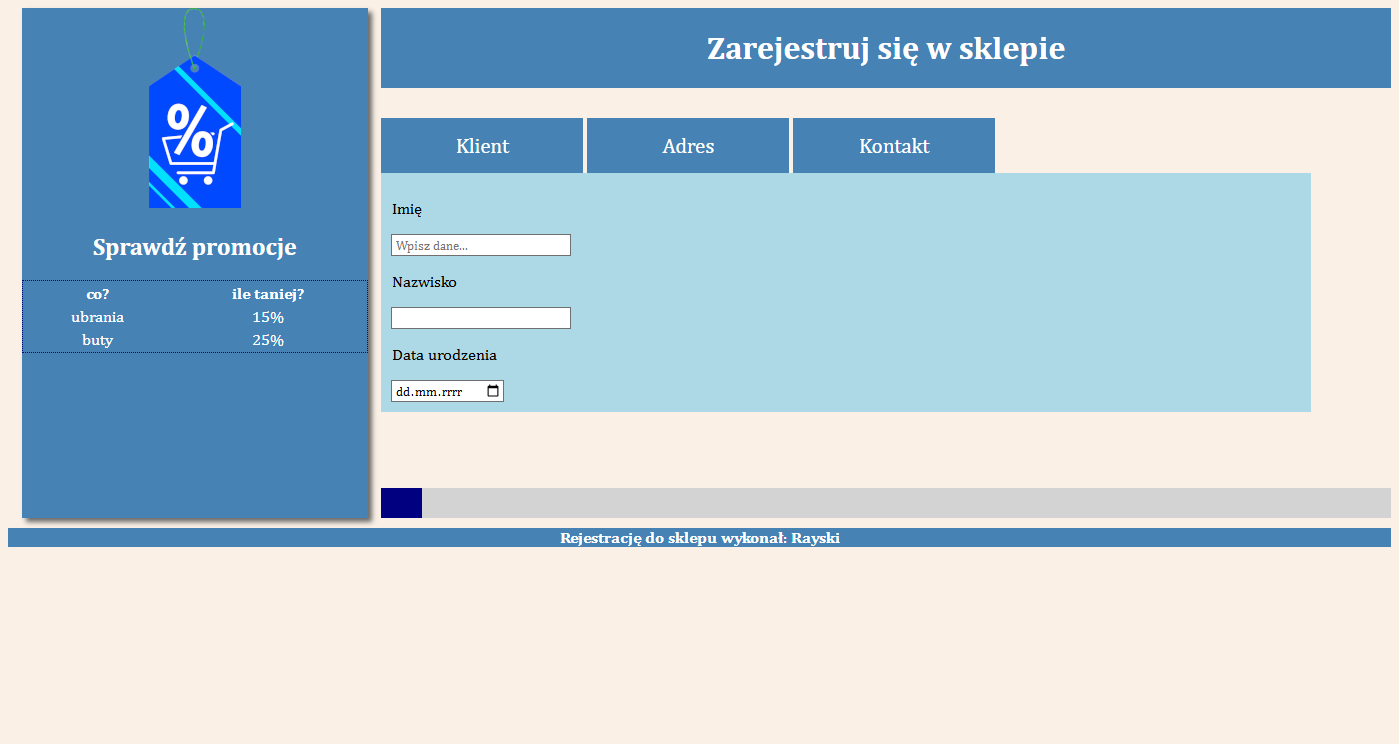 %
Sprawdź promocje
co? ile taniej?
ubrania 15%
buty 25%
Zarejestruj się w sklepie
Klient Adres Kontakt
Imię
Wpisz dane...
Nazwisko
Data urodzenia
dd.mm.rrrr
Rejestrację do sklepu wykonał: Rayski